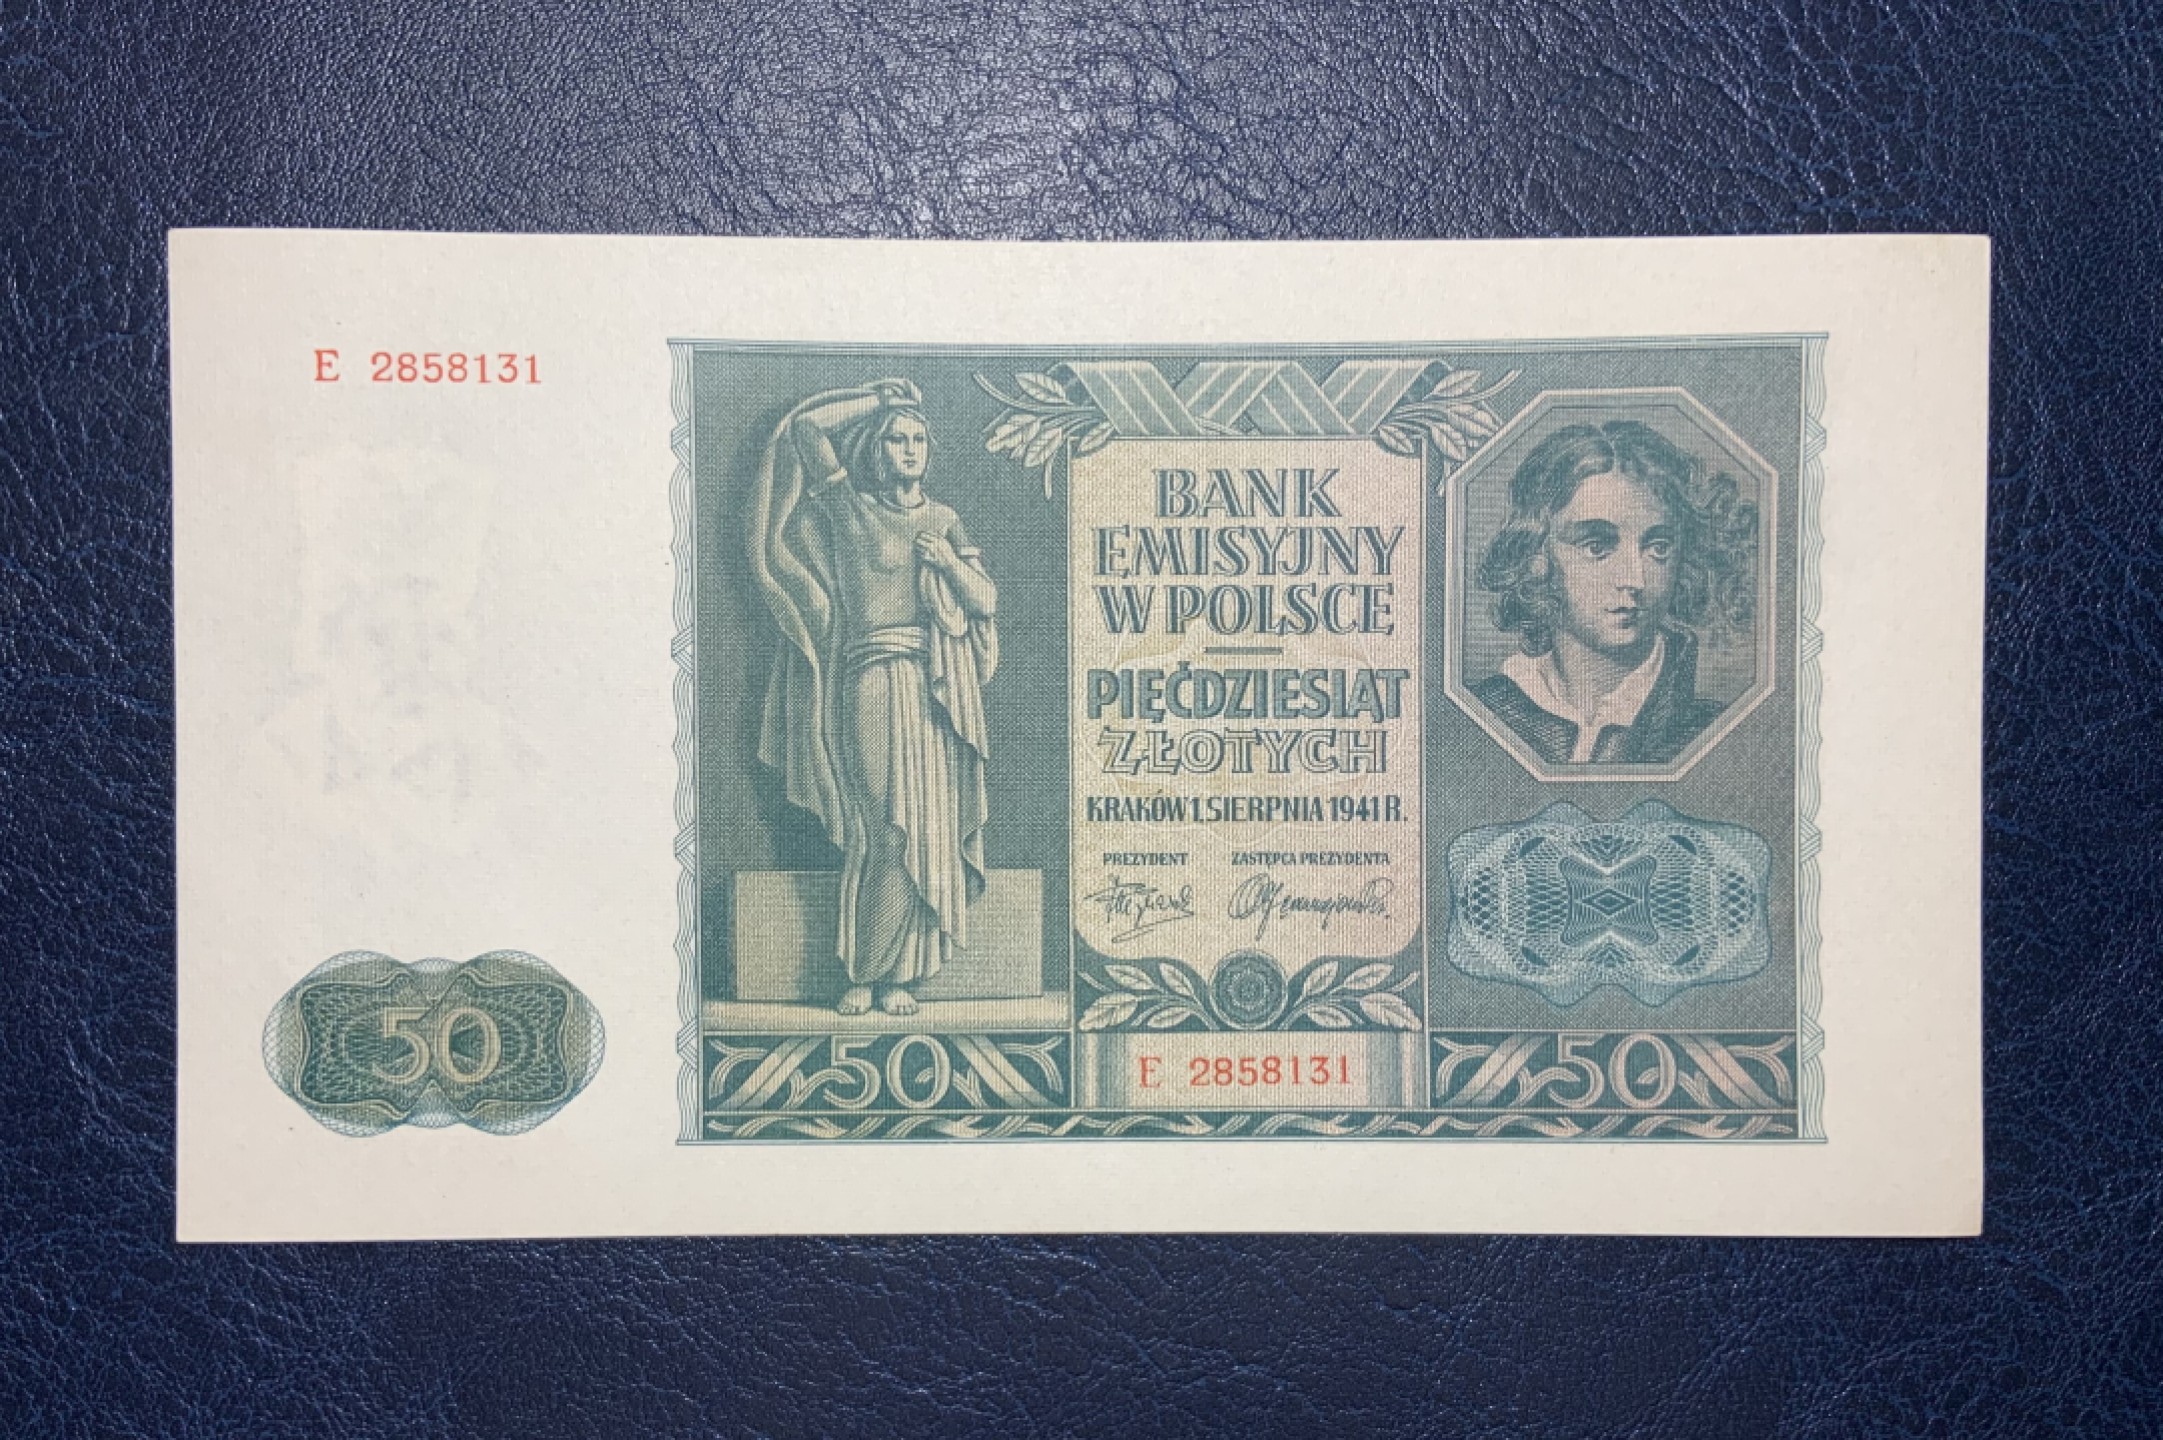 E 2858131
BANK
EMISYJNY
W POLSCE
PIĘĆDZIESIĄT
ZŁOTYCH
KRAKÓW 1. SIERPNIA 1941 R.
PREZYDENT ZASTĘPCA PREZYDENTA
50
50 E 2858131 50